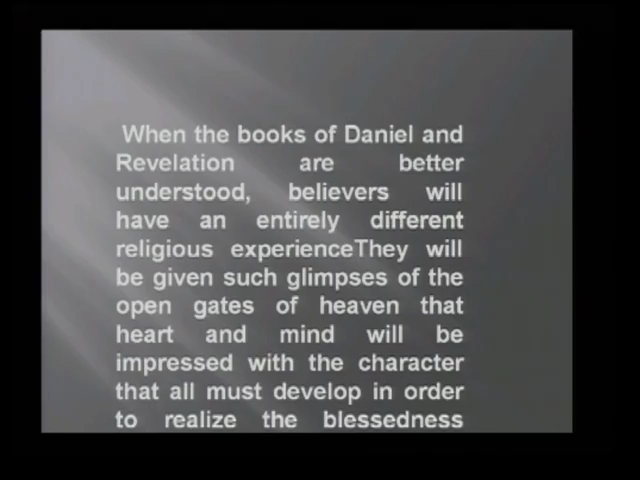 When the books of Daniel and
Revelation are better
understood, believers will
have an entirely different
religious experienceThey will
be given such glimpses of the
open gates of heaven that
heart and mind will be
impressed with the character
that all must develop in order
to realize the blessedness